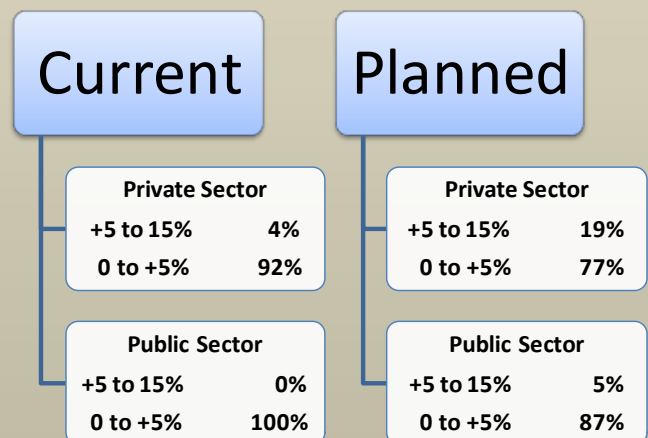 Current
Private Sector
+5 to 15% 4%
0 to +5% 92%
Public Sector
+5 to 15% 0%
0 to +5% 100%
Planned
Private Sector
+5 to 15% 19%
0 to +5% 77%
Public Sector
+5 to 15% 5%
0 to +5% 87%